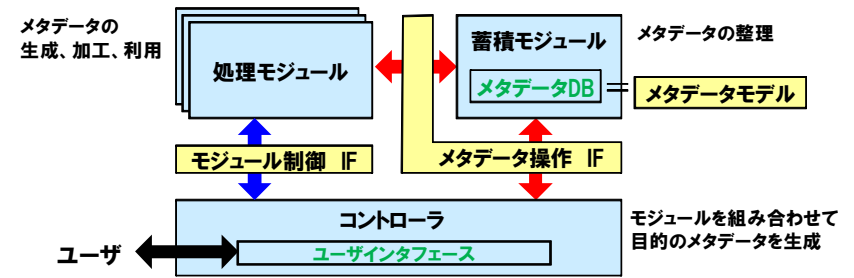 メタデータの
生成、加工、利用
処理モジュール
蓄積モジュール
メタデータDB
メタデータの整理
メタデータモデル
モジュール制御 IF
メタデータ操作 IF
コントローラ
ユーザインタフェース
ユーザ
モジュールを組み合わせて
目的のメタデータを生成